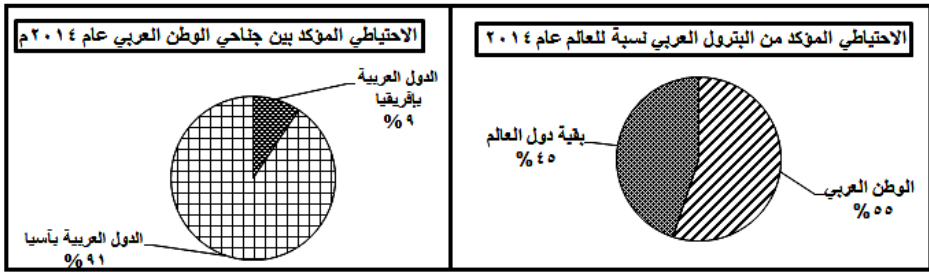 الاحتياطي المؤكد من البترول العربي نسبة للعالم عام ٢٠١٤
بقية دول العالم
٤٥ %
الوطن العربي
٥٥ %
الاحتياطي المؤكد بين جناحي الوطن العربي عام ٢٠١٤م
الدول العربية
بإفريقيا
٩ %
الدول العربية بآسيا
٩١ %